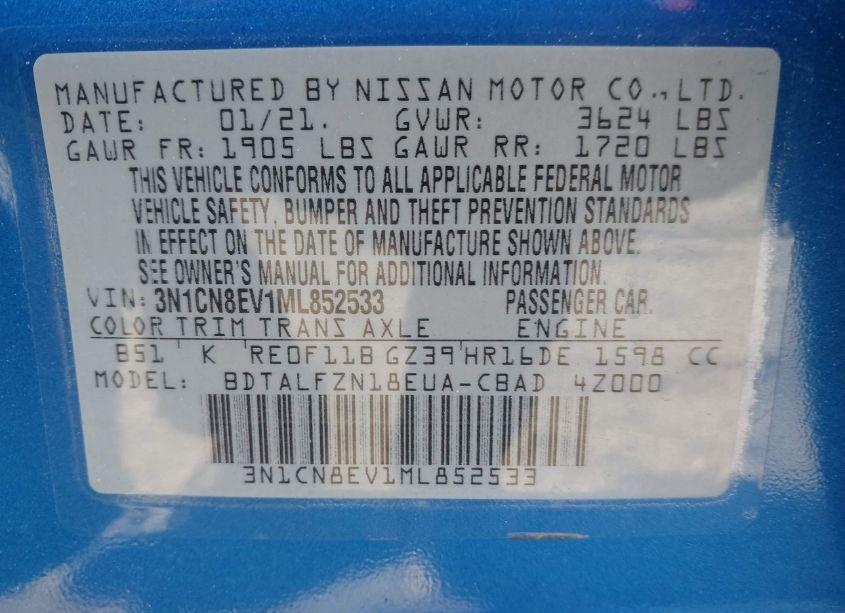 MANUFACTURED BY NISSAN MOTOR CO., LTD.
DATE: 01/21. GVWR: 3624 LBS
GAWR FR: 1905 LBS GAWR RR: 1720 LBS
THIS VEHICLE CONFORMS TO ALL APPLICABLE FEDERAL MOTOR
VEHICLE SAFETY, BUMPER AND THEFT PREVENTION STANDARDS
IN EFFECT ON THE DATE OF MANUFACTURE SHOWN ABOVE.
SEE OWNER'S MANUAL FOR ADDITIONAL INFORMATION.
VIN: 3N1CN8EV1ML852533 PASSENGER CAR.
COLOR TRIM TRANS AXLE ENGINE
B51 K RE0F11B GZ39 HR16DE 1598 CC
MODEL: BDTALFZN18EUA-CBAD 4Z000
3N1CN8EV1ML852533